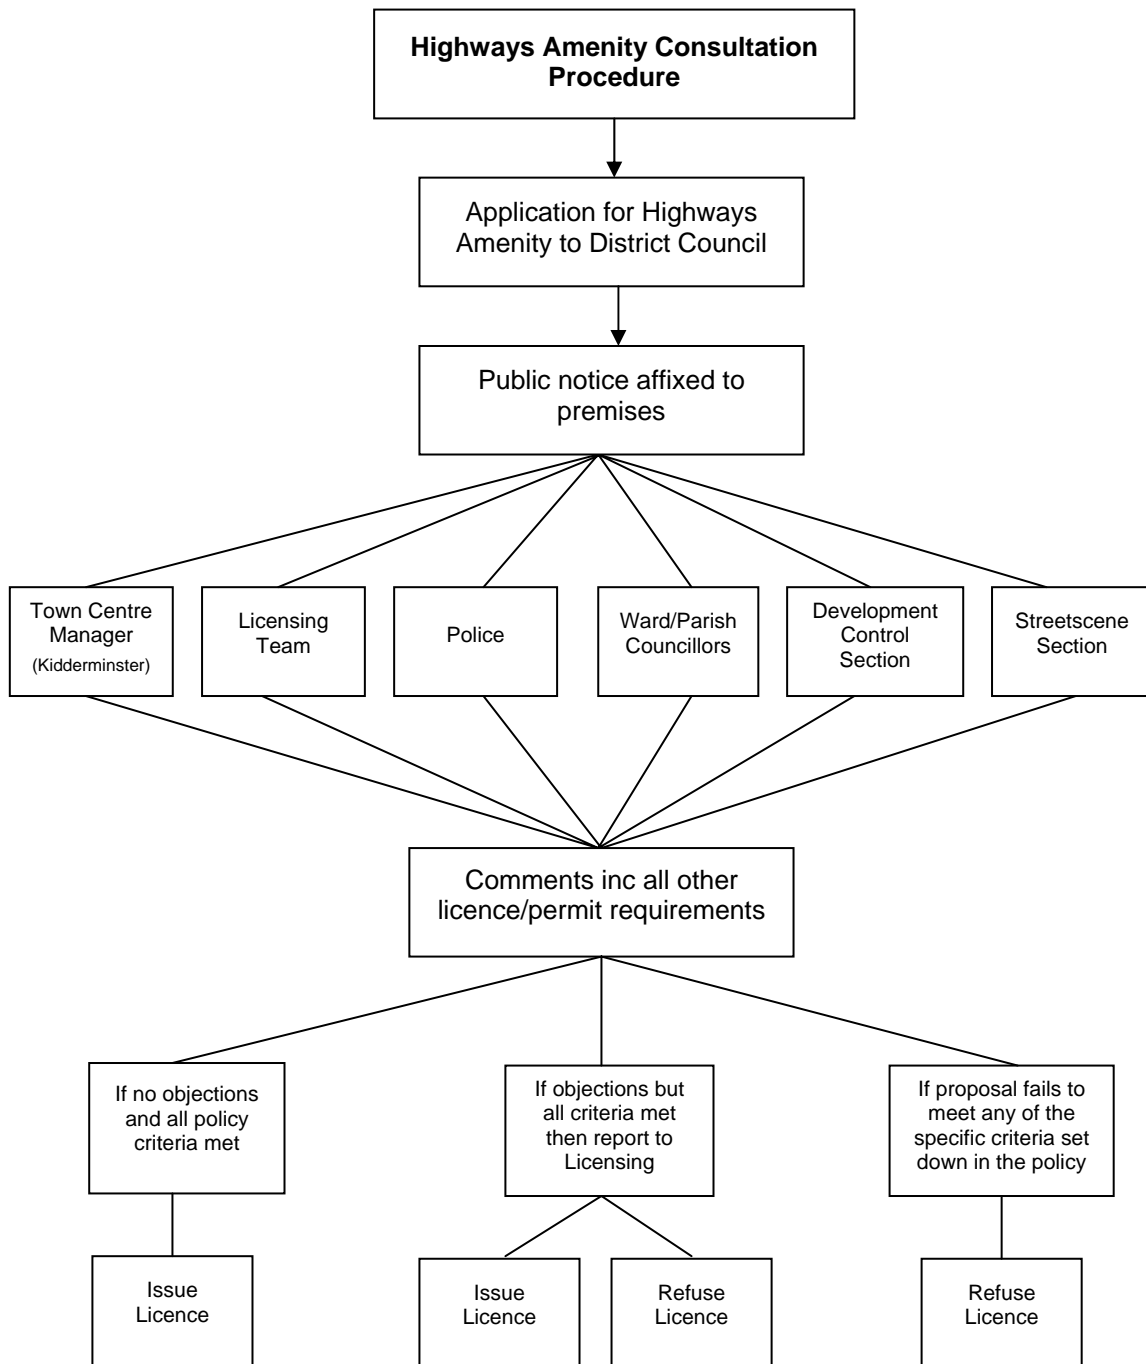 Highways Amenity Consultation
Procedure
Application for Highways
Amenity to District Council
Public notice affixed to
premises
Town Centre
Manager
(Kidderminster)
Licensing
Team
Police
Ward/Parish
Councillors
Development
Control
Section
Streetscene
Section
Comments inc all other
licence/permit requirements
If no objections
and all policy
criteria met
If objections but
all criteria met
then report to
Licensing
If proposal fails to
meet any of the
specific criteria set
down in the policy
Issue
Licence
Issue
Licence
Refuse
Licence
Refuse
Licence